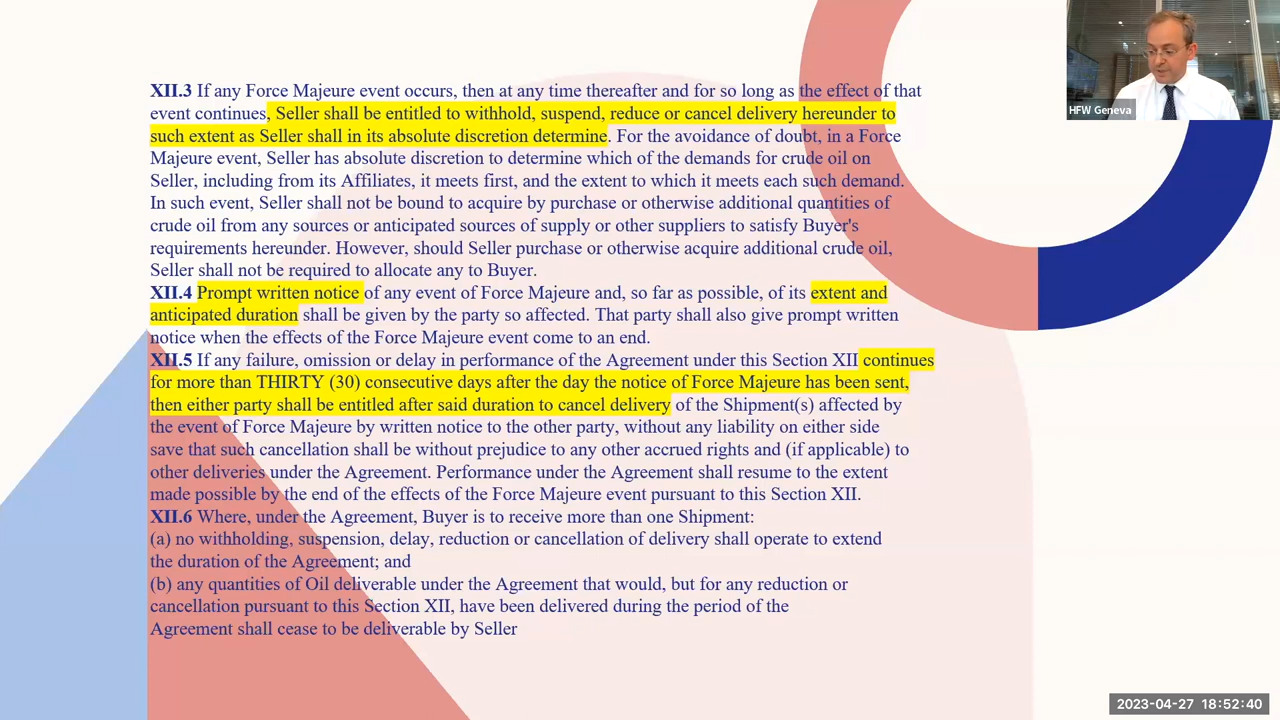 XII.3 If any Force Majeure event occurs, then at any time thereafter and for so long as the effect of that
event continues, Seller shall be entitled to withhold, suspend, reduce or cancel delivery hereunder to
such extent as Seller shall in its absolute discretion determine. For the avoidance of doubt, in a Force
Majeure event, Seller has absolute discretion to determine which of the demands for crude oil on
Seller, including from its Affiliates, it meets first, and the extent to which it meets each such demand.
In such event, Seller shall not be bound to acquire by purchase or otherwise additional quantities of
crude oil from any sources or anticipated sources of supply or other suppliers to satisfy Buyer's
requirements hereunder. However, should Seller purchase or otherwise acquire additional crude oil,
Seller shall not be required to allocate any to Buyer.
XII.4 Prompt written notice of any event of Force Majeure and, so far as possible, of its extent and
anticipated duration shall be given by the party so affected. That party shall also give prompt written
notice when the effects of the Force Majeure event come to an end.
XII.5 If any failure, omission or delay in performance of the Agreement under this Section XII continues
for more than THIRTY (30) consecutive days after the day the notice of Force Majeure has been sent,
then either party shall be entitled after said duration to cancel delivery of the Shipment(s) affected by
the event of Force Majeure by written notice to the other party, without any liability on either side
save that such cancellation shall be without prejudice to any other accrued rights and (if applicable) to
other deliveries under the Agreement. Performance under the Agreement shall resume to the extent
made possible by the end of the effects of the Force Majeure event pursuant to this Section XII.
XII.6 Where, under the Agreement, Buyer is to receive more than one Shipment:
(a) no withholding, suspension, delay, reduction or cancellation of delivery shall operate to extend
the duration of the Agreement; and
(b) any quantities of Oil deliverable under the Agreement that would, but for any reduction or
cancellation pursuant to this Section XII, have been delivered during the period of the
Agreement shall cease to be deliverable by Seller
HFW Geneva
2023-04-27 18:52:40